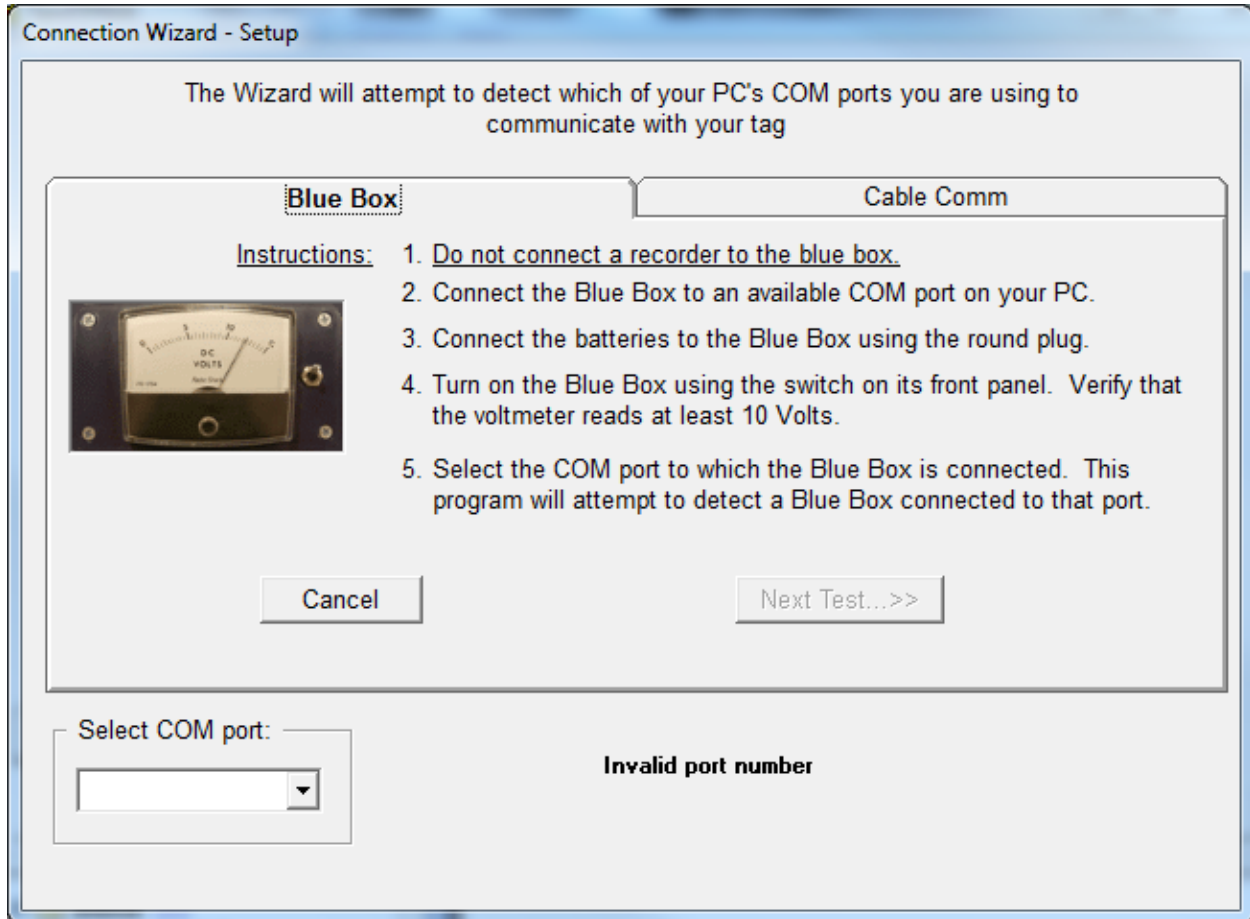 Connection Wizard - Setup
The Wizard will attempt to detect which of your PC's COM ports you are using to
communicate with your tag
Blue Box
Cable Comm
Instructions:
1. Do not connect a recorder to the blue box.
2. Connect the Blue Box to an available COM port on your PC.
3. Connect the batteries to the Blue Box using the round plug.
4. Turn on the Blue Box using the switch on its front panel. Verify that
the voltmeter reads at least 10 Volts.
5. Select the COM port to which the Blue Box is connected. This
program will attempt to detect a Blue Box connected to that port.
0 5 10 15
DC
VOLTS
Cancel
Next Test...>>
Select COM port:
Invalid port number